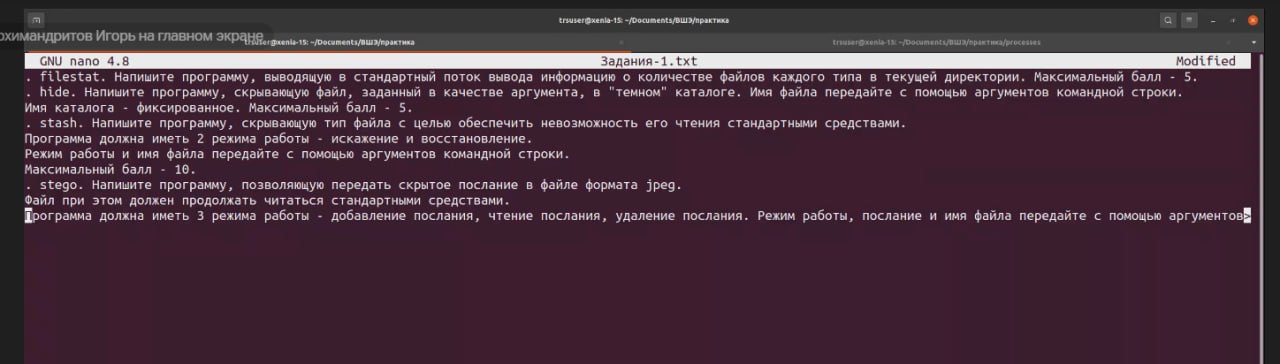 trsuser@xenia-15: ~/Documents/ВШЭ/практика
рхимандритов Игорь на главном экране
trsuser@xenia-15: ~/Documents/ВШЭ/практика
trsuser@xenia-15: ~/Documents/ВШЭ/практика/processes
GNU nano 4.8 Задания-1.txt Modified
. filestat. Напишите программу, выводящую в стандартный поток вывода информацию о количестве файлов каждого типа в текущей директории. Максимальный балл - 5.
. hide. Напишите программу, скрывающую файл, заданный в качестве аргумента, в "темном" каталоге. Имя файла передайте с помощью аргументов командной строки.
Имя каталога - фиксированное. Максимальный балл - 5.
. stash. Напишите программу, скрывающую тип файла с целью обеспечить невозможность его чтения стандартными средствами.
Программа должна иметь 2 режима работы - искажение и восстановление.
Режим работы и имя файла передайте с помощью аргументов командной строки.
Максимальный балл - 10.
. stego. Напишите программу, позволяющую передать скрытое послание в файле формата jpeg.
Файл при этом должен продолжать читаться стандартными средствами.
Программа должна иметь 3 режима работы - добавление послания, чтение послания, удаление послания. Режим работы, послание и имя файла передайте с помощью аргументов>